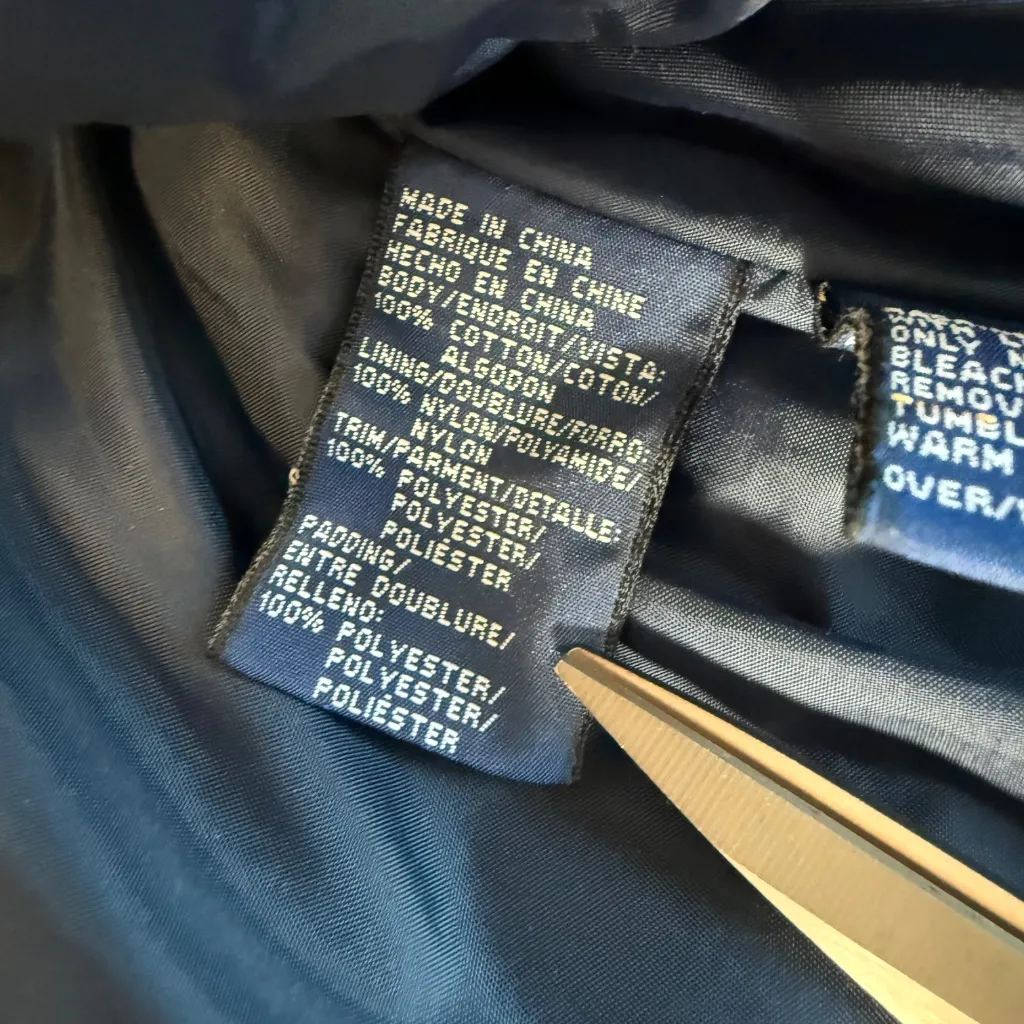 MADE IN CHINA
FABRIQUE EN CHINE
HECHO EN CHINA
BODY/ENDROIT/VISTA:
100% COTTON/COTON/
ALGODON
LINING/DOUBLURE/FORRO:
100% NYLON/POLYAMIDE/
NYLON
TRIM/PARMENT/DETALLE:
100% POLYESTER/
POLYESTER/
POLIÉSTER
PADDING/
ENTRE DOUBLURE/
RELLENO:
100% POLYESTER/
POLYESTER/
POLIÉSTER
ONLY
BLEACH
REMOV
TUMBL
WARM
OVER/